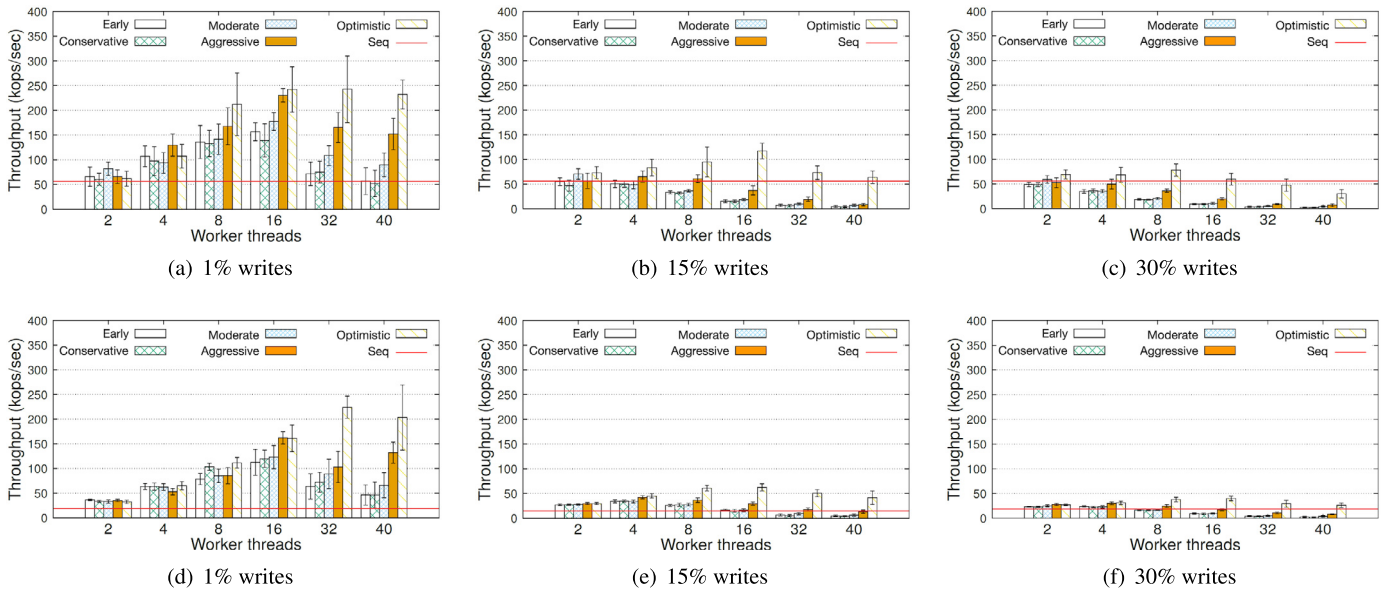 400
350
300
250
200
150
100
50
0
Throughput (kops/sec)
Early
Moderate
Optimistic
Conservative
Aggressive
Seq
2 4 8 16 32 40
Worker threads
(a) 1% writes
400
350
300
250
200
150
100
50
0
Throughput (kops/sec)
Early
Moderate
Optimistic
Conservative
Aggressive
Seq
2 4 8 16 32 40
Worker threads
(b) 15% writes
400
350
300
250
200
150
100
50
0
Throughput (kops/sec)
Early
Moderate
Optimistic
Conservative
Aggressive
Seq
2 4 8 16 32 40
Worker threads
(c) 30% writes
400
350
300
250
200
150
100
50
0
Throughput (kops/sec)
Early
Moderate
Optimistic
Conservative
Aggressive
Seq
2 4 8 16 32 40
Worker threads
(d) 1% writes
400
350
300
250
200
150
100
50
0
Throughput (kops/sec)
Early
Moderate
Optimistic
Conservative
Aggressive
Seq
2 4 8 16 32 40
Worker threads
(e) 15% writes
400
350
300
250
200
150
100
50
0
Throughput (kops/sec)
Early
Moderate
Optimistic
Conservative
Aggressive
Seq
2 4 8 16 32 40
Worker threads
(f) 30% writes